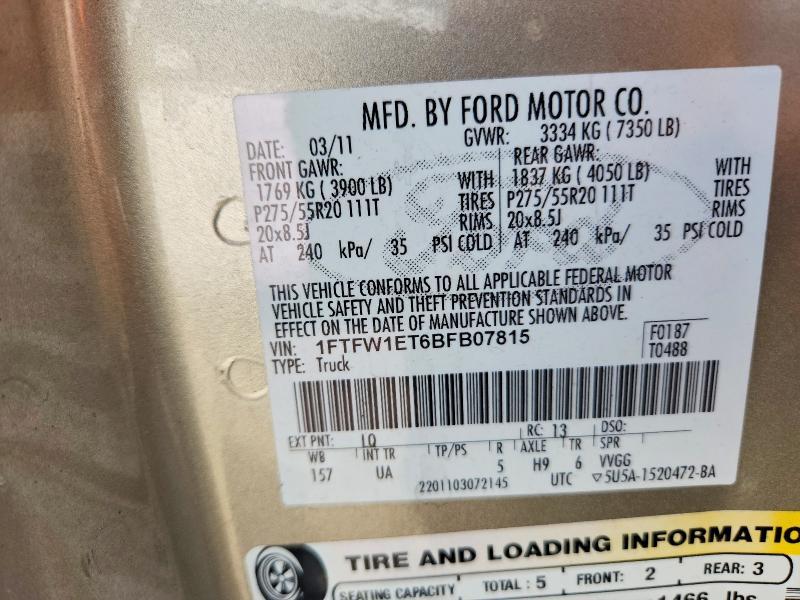 MFD. BY FORD MOTOR CO.
DATE: 03/11 GVWR: 3334 KG ( 7350 LB)
FRONT GAWR: REAR GAWR:
1769 KG ( 3900 LB) WITH 1837 KG ( 4050 LB) WITH
P275/55R20 111T TIRES P275/55R20 111T TIRES
20x8.5J RIMS 20x8.5J RIMS
AT 240 kPa/ 35 PSI COLD AT 240 kPa/ 35 PSI COLD
THIS VEHICLE CONFORMS TO ALL APPLICABLE FEDERAL MOTOR
VEHICLE SAFETY AND THEFT PREVENTION STANDARDS IN
EFFECT ON THE DATE OF MANUFACTURE SHOWN ABOVE.
VIN: 1FTFW1ET6BFB07815 F0187
TYPE: Truck T0488
EXT PNT: RC: 13 DSO:
WB INT TR TP/PS R AXLE TR SPR
157 UA 5 H9 6 VVGG
2201103072145 UTC ▽5U5A-1520472-BA
TIRE AND LOADING INFORMATIO
SEATING CAPACITY TOTAL : 5 FRONT: 2 REAR: 3
lbs